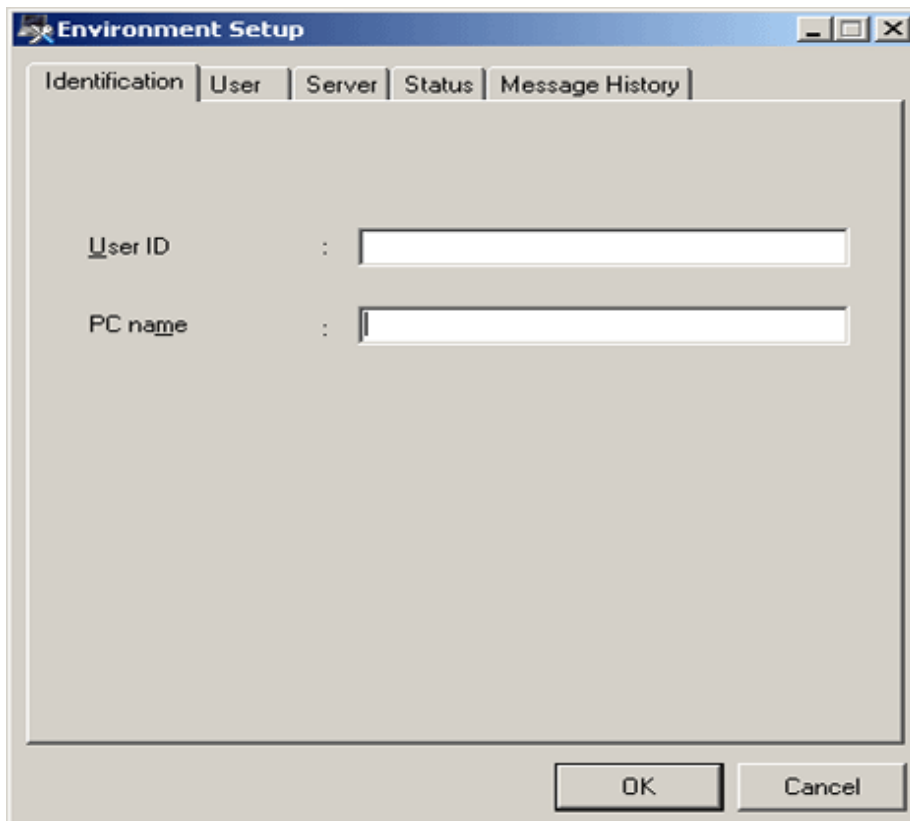 Environment Setup
Identification User Server Status Message History
User ID :
PC name :
OK Cancel